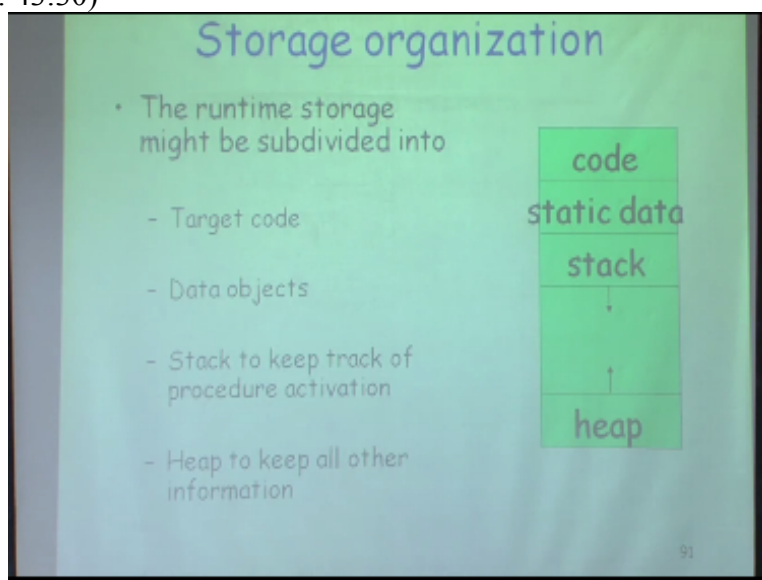 Storage organization
• The runtime storage
might be subdivided into
- Target code
- Data objects
- Stack to keep track of
procedure activation
- Heap to keep all other
information
code
static data
stack
heap
91